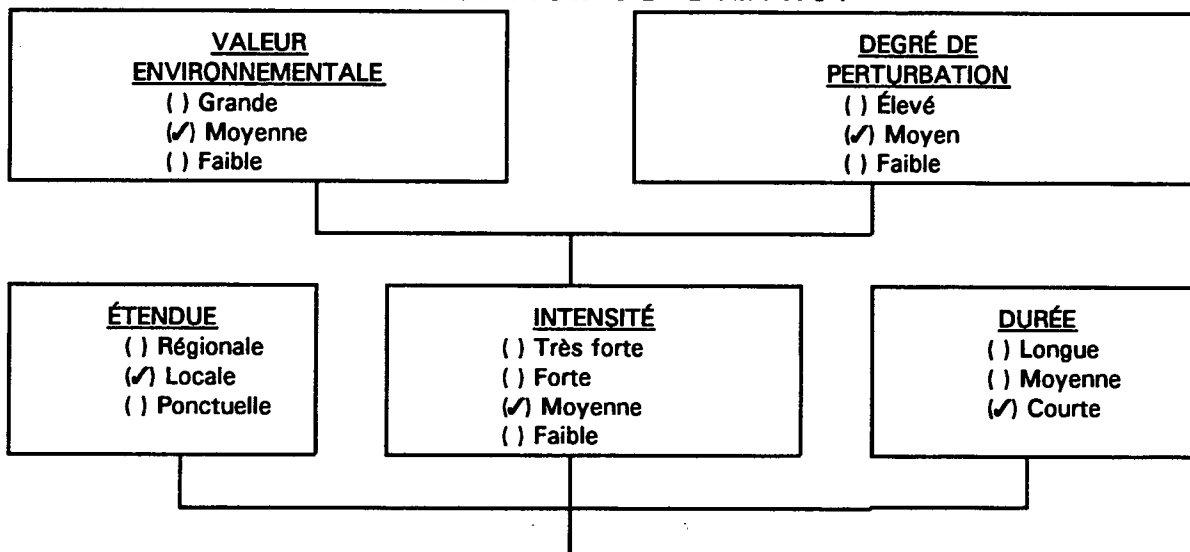 VALEUR
ENVIRONNEMENTALE
( ) Grande
(✓) Moyenne
( ) Faible
DEGRÉ DE
PERTURBATION
( ) Élevé
(✓) Moyen
( ) Faible
ÉTENDUE
( ) Régionale
(✓) Locale
( ) Ponctuelle
INTENSITÉ
( ) Très forte
( ) Forte
(✓) Moyenne
( ) Faible
DURÉE
( ) Longue
( ) Moyenne
(✓) Courte